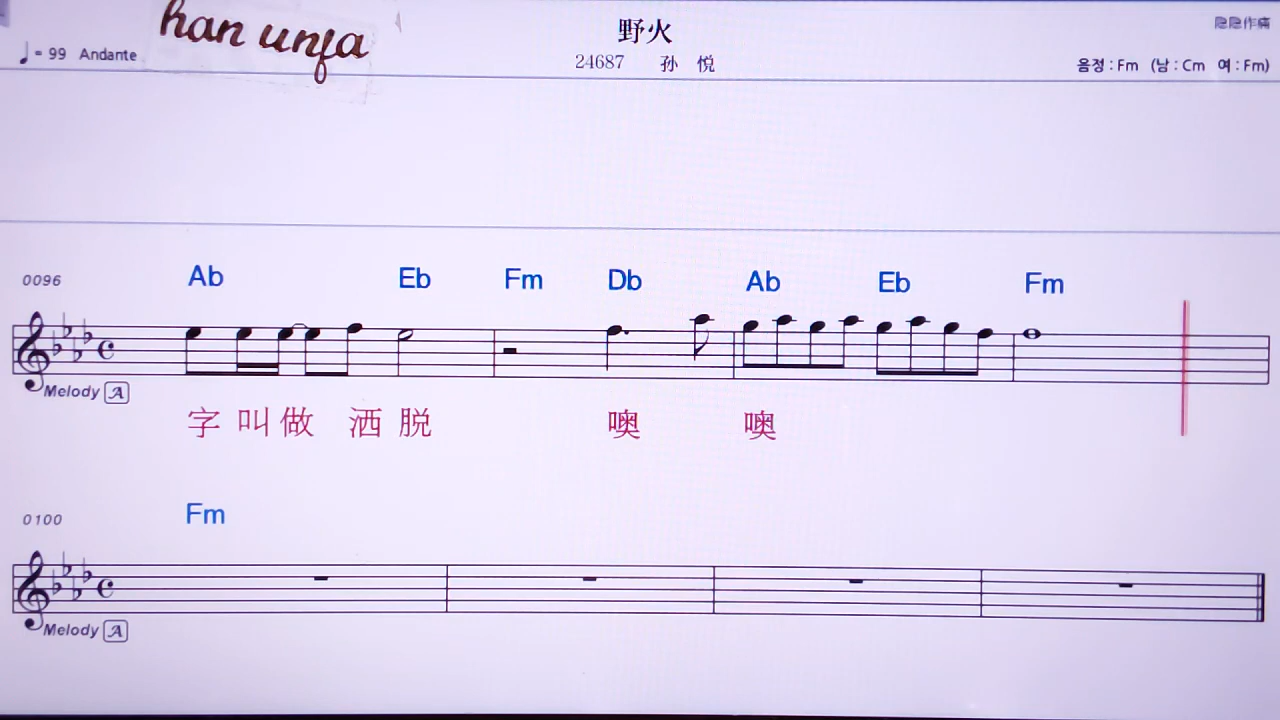 han unfa
野火
♩= 99 Andante
24687 孙 悦
음정 : Fm (남 : Cm 여 : Fm)
0096 Ab Eb Fm Db Ab Eb Fm
Melody A
字 叫 做 洒 脱 噢 噢
0100 Fm
Melody A